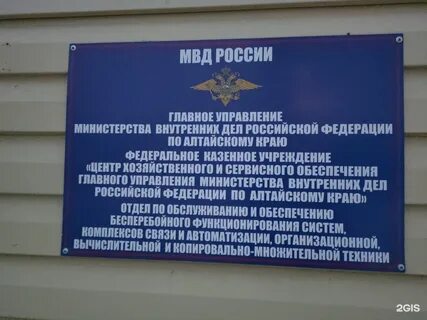 МВД РОССИИ
ГЛАВНОЕ УПРАВЛЕНИЕ
МИНИСТЕРСТВА ВНУТРЕННИХ ДЕЛ РОССИЙСКОЙ ФЕДЕРАЦИИ
ПО АЛТАЙСКОМУ КРАЮ
ФЕДЕРАЛЬНОЕ КАЗЕННОЕ УЧРЕЖДЕНИЕ
«ЦЕНТР ХОЗЯЙСТВЕННОГО И СЕРВИСНОГО ОБЕСПЕЧЕНИЯ
ГЛАВНОГО УПРАВЛЕНИЯ МИНИСТЕРСТВА ВНУТРЕННИХ ДЕЛ
РОССИЙСКОЙ ФЕДЕРАЦИИ ПО АЛТАЙСКОМУ КРАЮ»
ОТДЕЛ ПО ОБСЛУЖИВАНИЮ И ОБЕСПЕЧЕНИЮ
БЕСПЕРЕБОЙНОГО ФУНКЦИОНИРОВАНИЯ СИСТЕМ,
КОМПЛЕКСОВ СВЯЗИ И АВТОМАТИЗАЦИИ, ОРГАНИЗАЦИОННОЙ,
ВЫЧИСЛИТЕЛЬНОЙ И КОПИРОВАЛЬНО-МНОЖИТЕЛЬНОЙ ТЕХНИКИ
2GIS